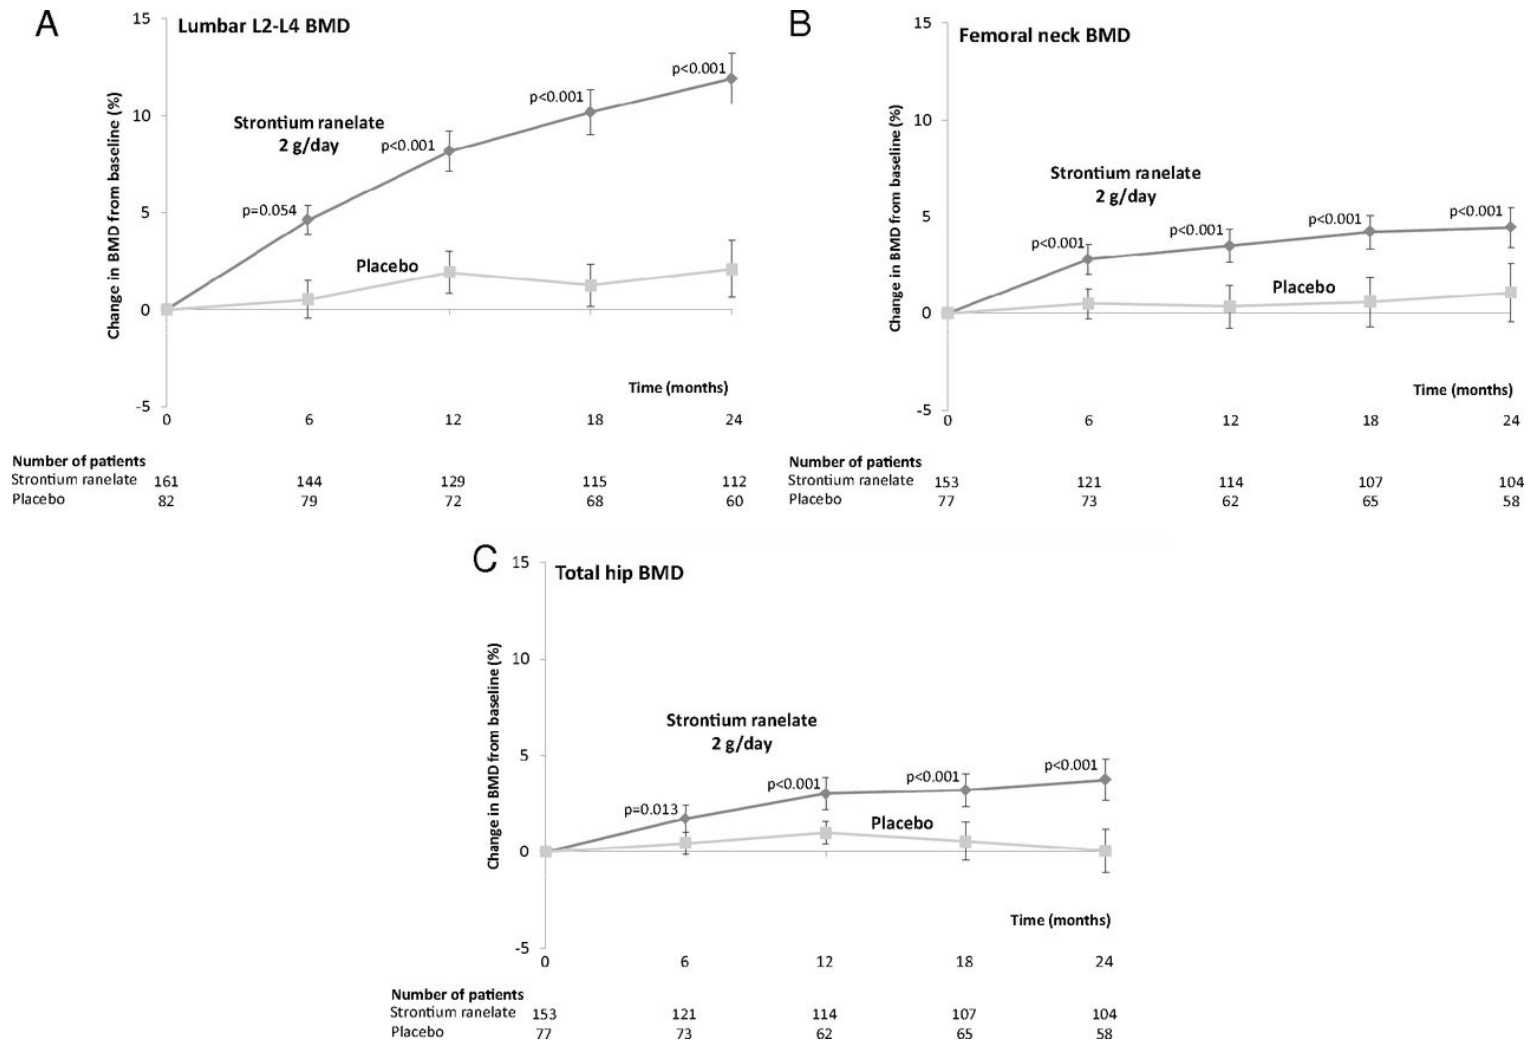 A
Lumbar L2-L4 BMD
Change in BMD from baseline (%)
15
10
5
0
-5
Strontium ranelate
2 g/day
p=0.054
p<0.001
p<0.001
p<0.001
Placebo
Time (months)
0 6 12 18 24
Number of patients
Strontium ranelate 161 144 129 115 112
Placebo 82 79 72 68 60
B
Femoral neck BMD
Change in BMD from baseline (%)
15
10
5
0
-5
Strontium ranelate
2 g/day
p<0.001
p<0.001
p<0.001
p<0.001
Placebo
Time (months)
0 6 12 18 24
Number of patients
Strontium ranelate 153 121 114 107 104
Placebo 77 73 62 65 58
C
Total hip BMD
Change in BMD from baseline (%)
15
10
5
0
-5
Strontium ranelate
2 g/day
p=0.013
p<0.001
p<0.001
p<0.001
Placebo
Time (months)
0 6 12 18 24
Number of patients
Strontium ranelate 153 121 114 107 104
Placebo 77 73 62 65 58